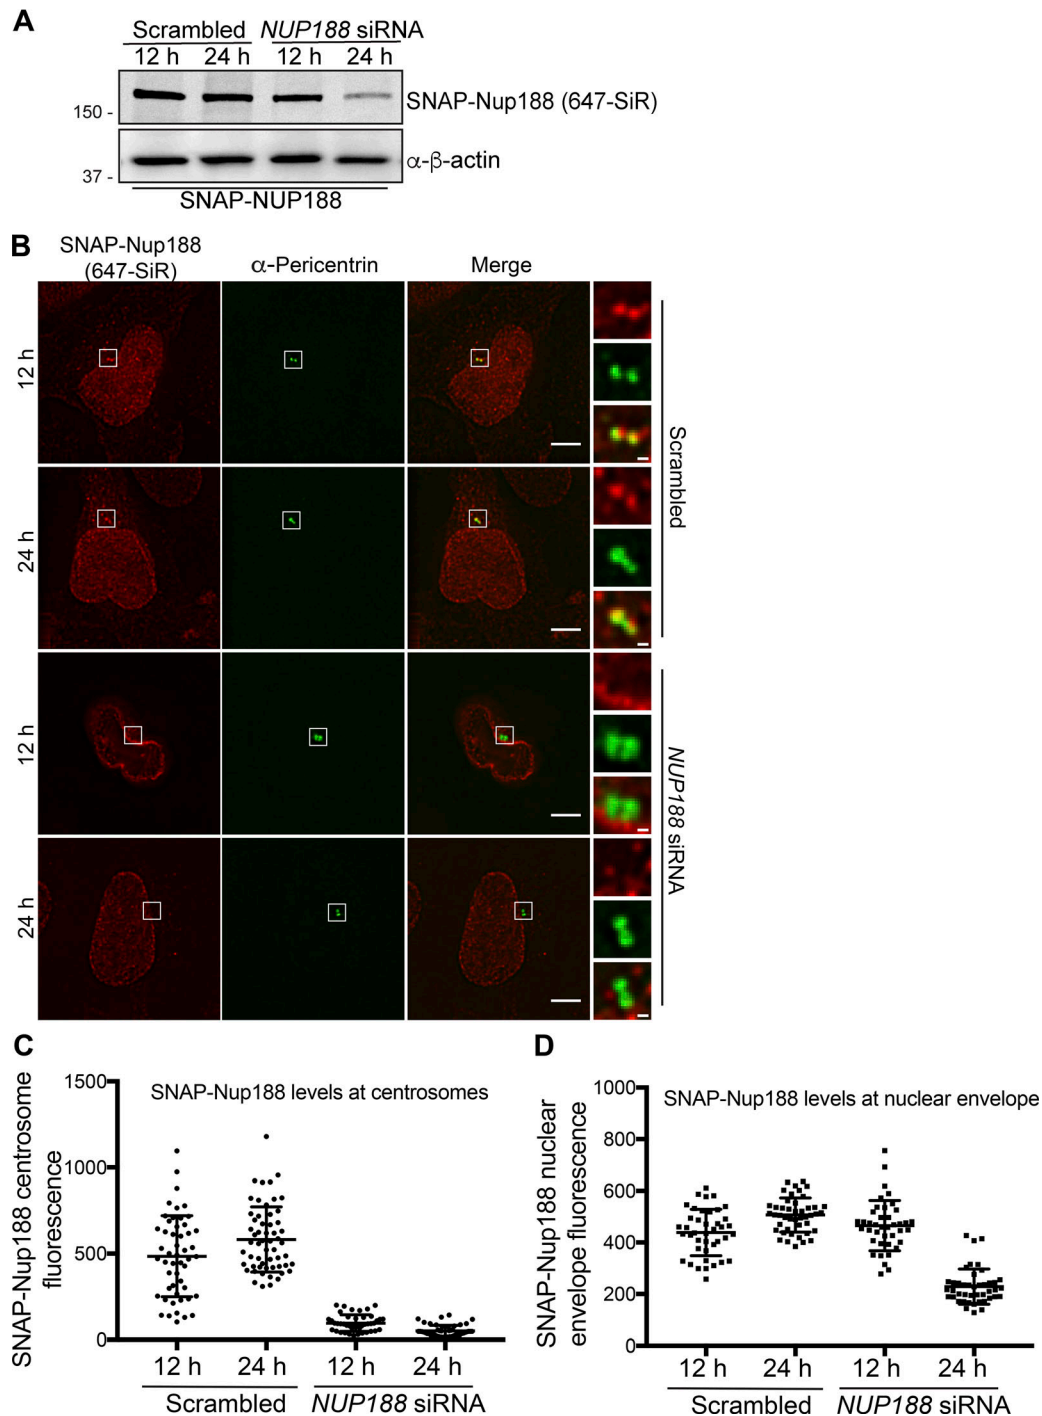 A
Scrambled NUP188 siRNA
12 h 24 h 12 h 24 h
150 -
SNAP-Nup188 (647-SiR)
37 -
α-β-actin
SNAP-NUP188
B
SNAP-Nup188
(647-SiR)
α-Pericentrin
Merge
12 h
24 h
Scrambled
12 h
24 h
NUP188 siRNA
C
SNAP-Nup188 levels at centrosomes
SNAP-Nup188 centrosome
fluorescence
1500
1000
500
0
12 h 24 h 12 h 24 h
Scrambled NUP188 siRNA
D
SNAP-Nup188 levels at nuclear envelope
SNAP-Nup188 nuclear
envelope fluorescence
1000
800
600
400
200
0
12 h 24 h 12 h 24 h
Scrambled NUP188 siRNA